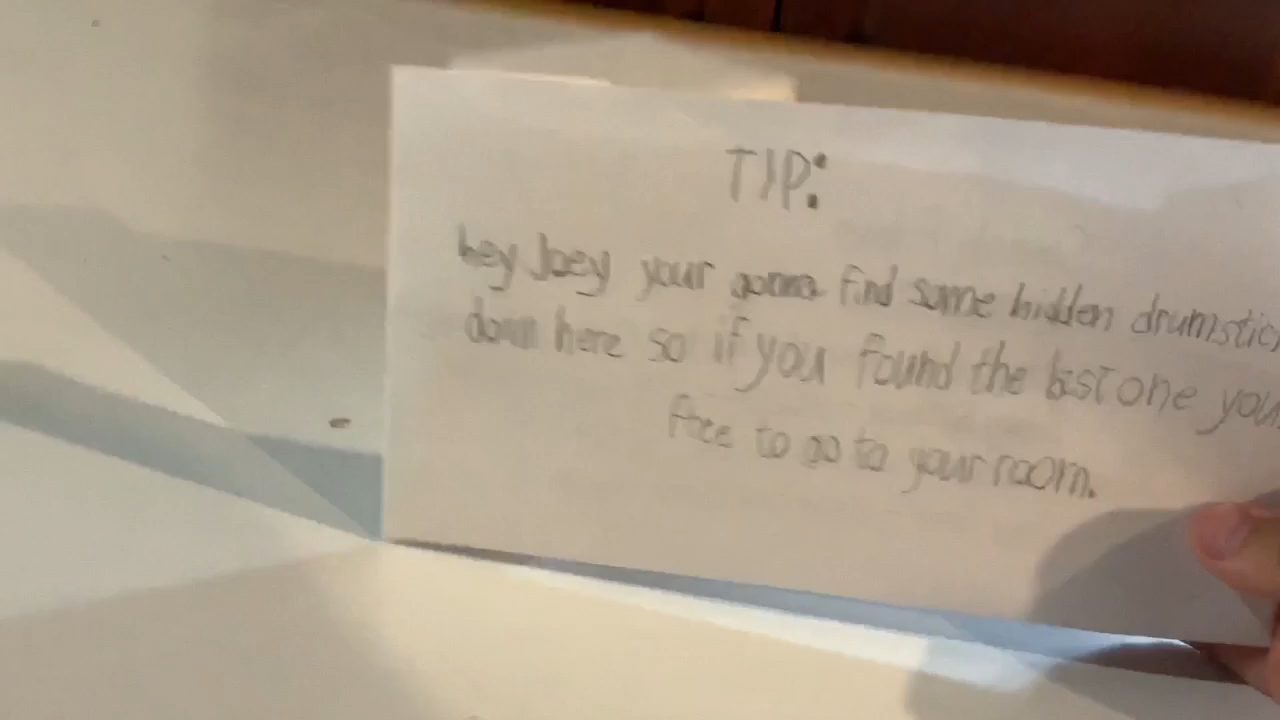 TIP:
hey Joey your gonna find some hidden drumstic
down here so if you found the best one you
free to go to your room.